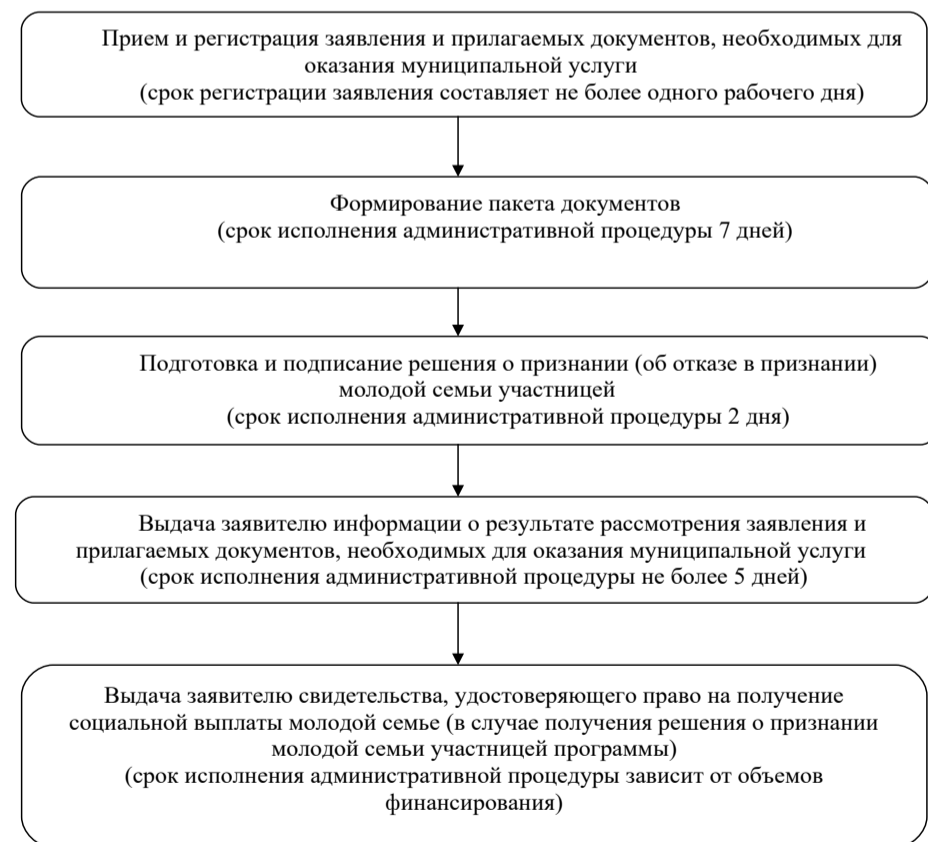 Прием и регистрация заявления и прилагаемых документов, необходимых для
оказания муниципальной услуги
(срок регистрации заявления составляет не более одного рабочего дня)
Формирование пакета документов
(срок исполнения административной процедуры 7 дней)
Подготовка и подписание решения о признании (об отказе в признании)
молодой семьи участницей
(срок исполнения административной процедуры 2 дня)
Выдача заявителю информации о результате рассмотрения заявления и
прилагаемых документов, необходимых для оказания муниципальной услуги
(срок исполнения административной процедуры не более 5 дней)
Выдача заявителю свидетельства, удостоверяющего право на получение
социальной выплаты молодой семье (в случае получения решения о признании
молодой семьи участницей программы)
(срок исполнения административной процедуры зависит от объемов
финансирования)